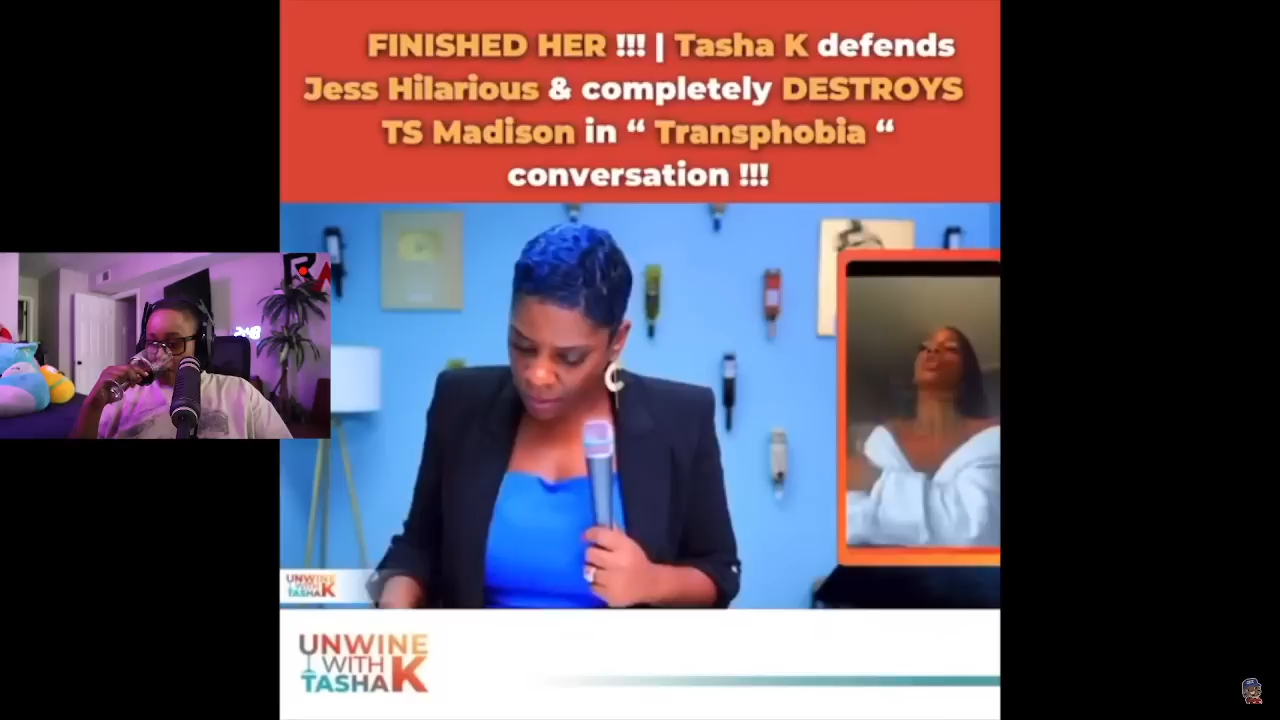 FINISHED HER !!! | Tasha K defends
Jess Hilarious & completely DESTROYS
TS Madison in “ Transphobia “
conversation !!!
UNWINE
WITH
TASHA K
UNWINE
WITH
TASHA K